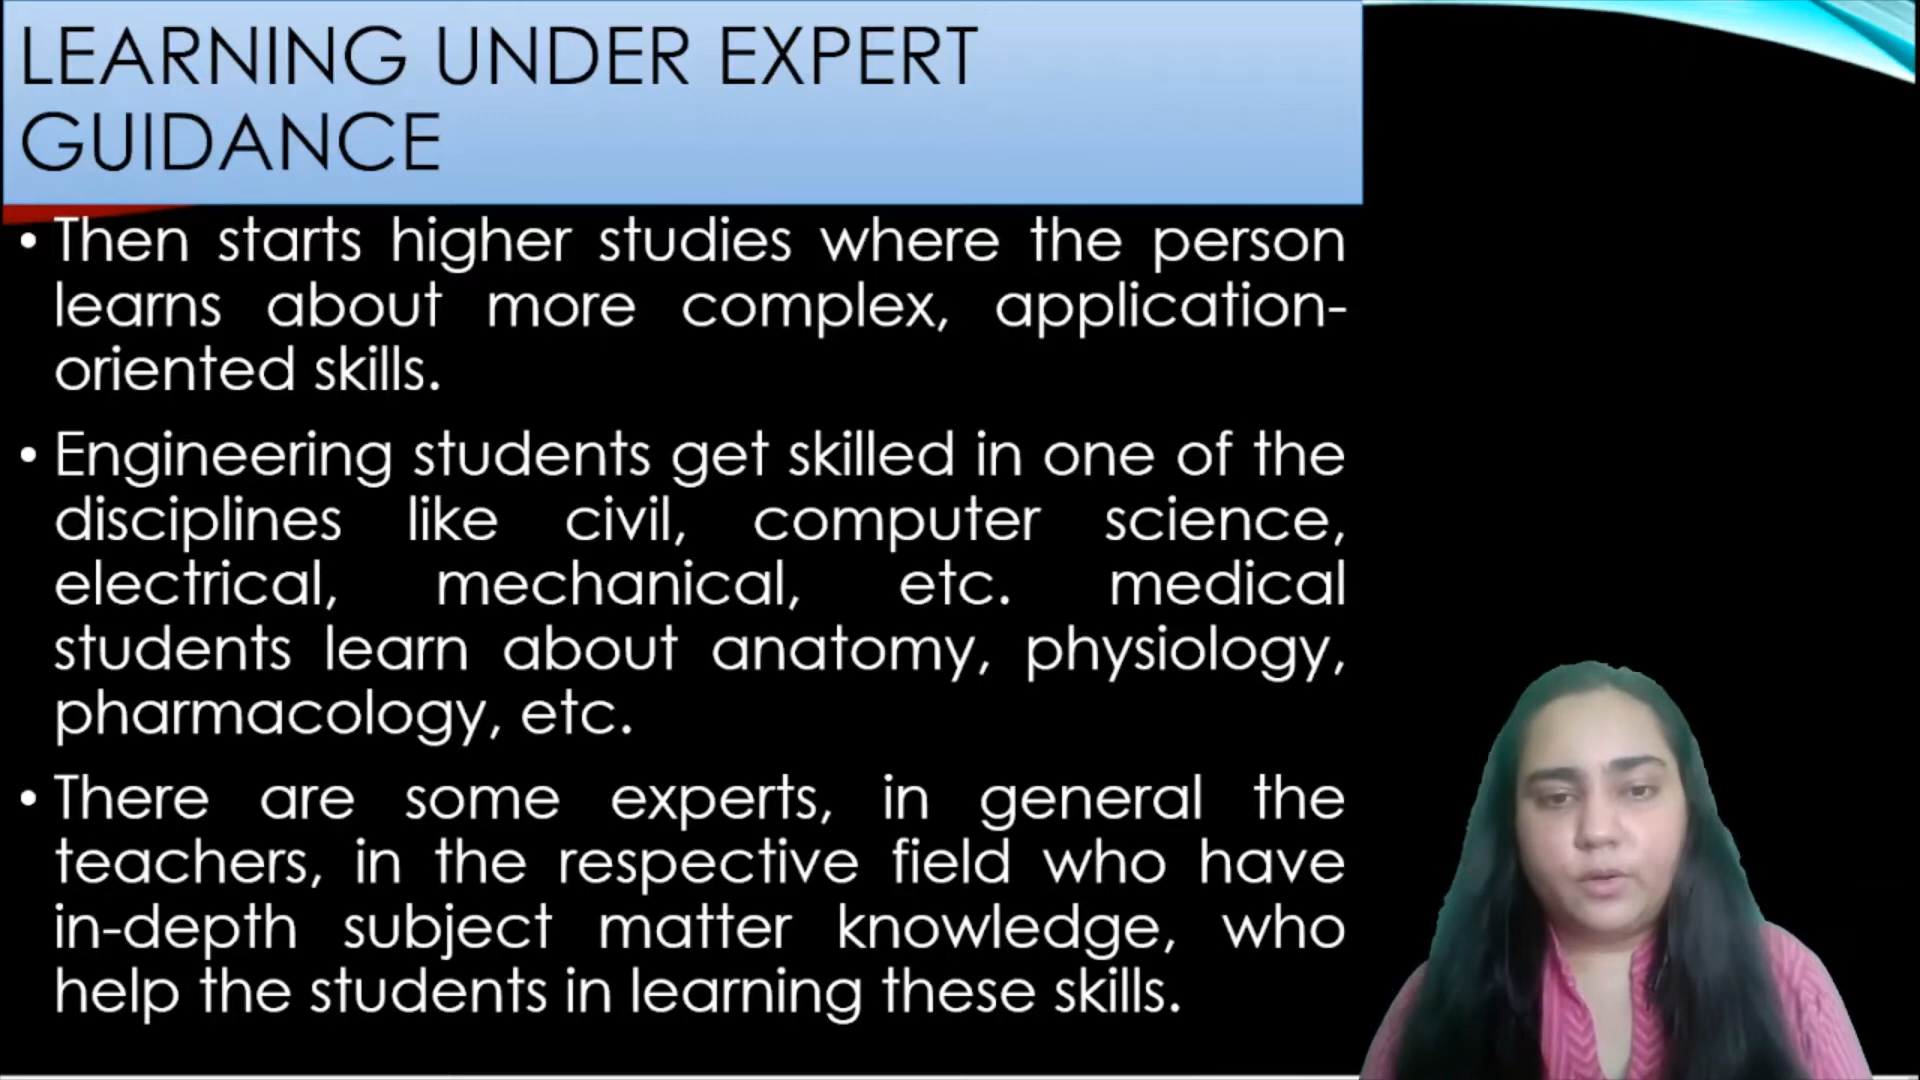 LEARNING UNDER EXPERT
GUIDANCE
• Then starts higher studies where the person
learns about more complex, application-
oriented skills.
• Engineering students get skilled in one of the
disciplines like civil, computer science,
electrical, mechanical, etc. medical
students learn about anatomy, physiology,
pharmacology, etc.
• There are some experts, in general the
teachers, in the respective field who have
in-depth subject matter knowledge, who
help the students in learning these skills.